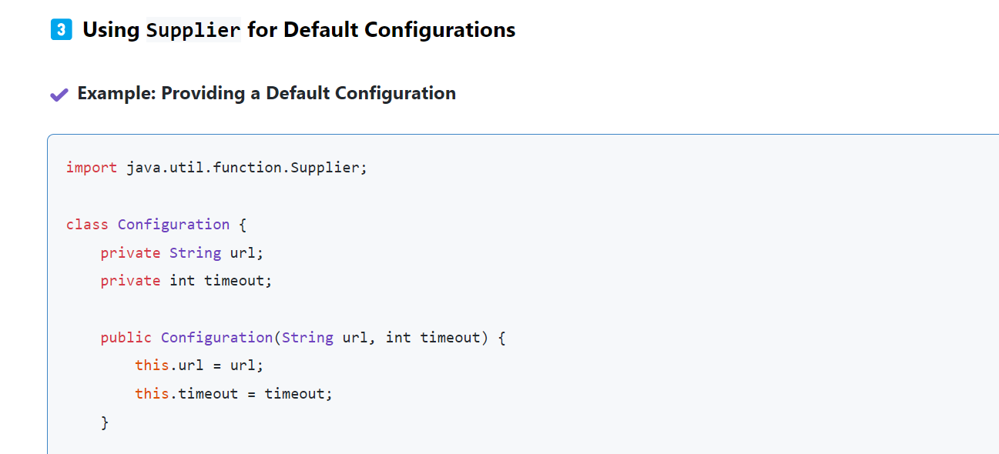 3 Using Supplier for Default Configurations
Example: Providing a Default Configuration
import java.util.function.Supplier;
class Configuration {
    private String url;
    private int timeout;
    public Configuration(String url, int timeout) {
        this.url = url;
        this.timeout = timeout;
    }